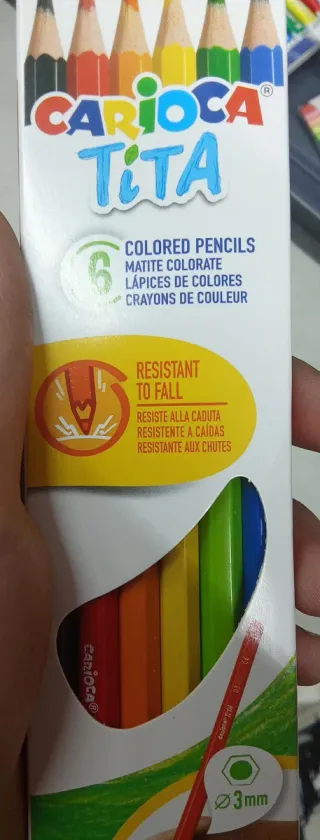 CARIOCA®
TiTA
6
COLORED PENCILS
MATITE COLORATE
LÁPICES DE COLORES
CRAYONS DE COULEUR
RESISTANT
TO FALL
RESISTE ALLA CADUTA
RESISTENTE A CAÍDAS
RESISTANTE AUX CHUTES
CARIOCA®
Ø 3mm